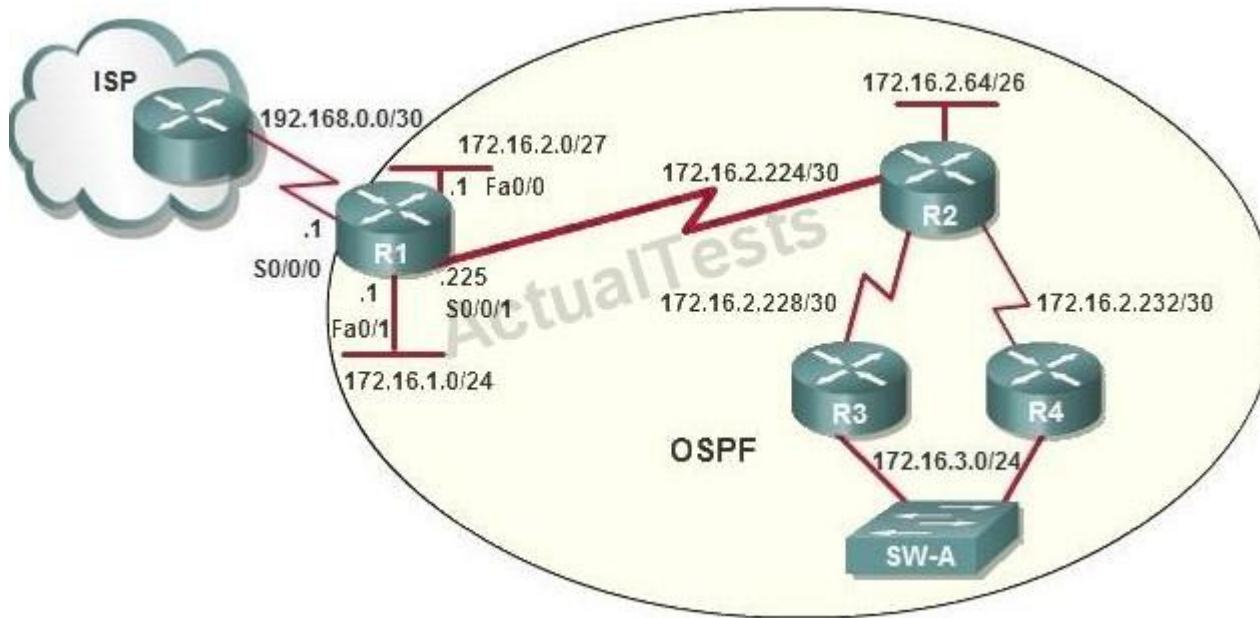 ISP
192.168.0.0/30
172.16.2.64/26
172.16.2.0/27
172.16.2.224/30
.1 Fa0/0
.1
R1
R2
S0/0/0
.225
.1
S0/0/1
Fa0/1
172.16.2.228/30
172.16.2.232/30
172.16.1.0/24
ActualTests
R3
R4
OSPF
172.16.3.0/24
SW-A